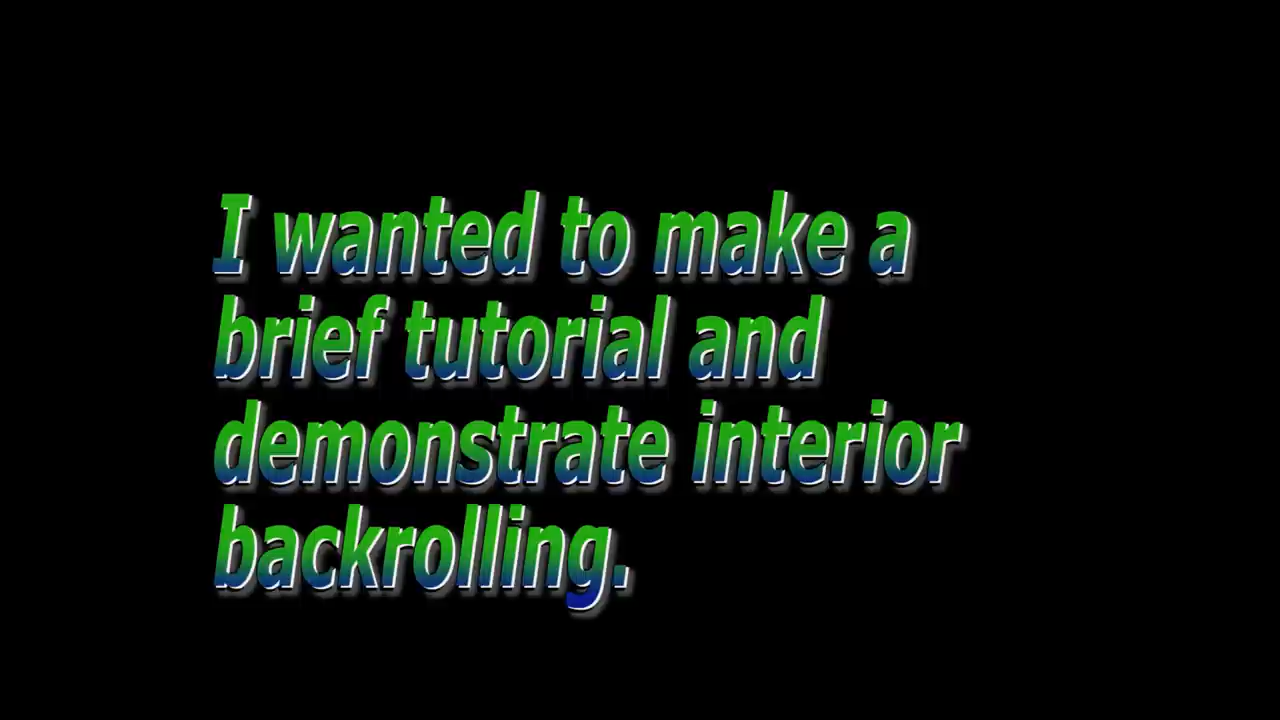 I wanted to make a
brief tutorial and
demonstrate interior
backrolling.